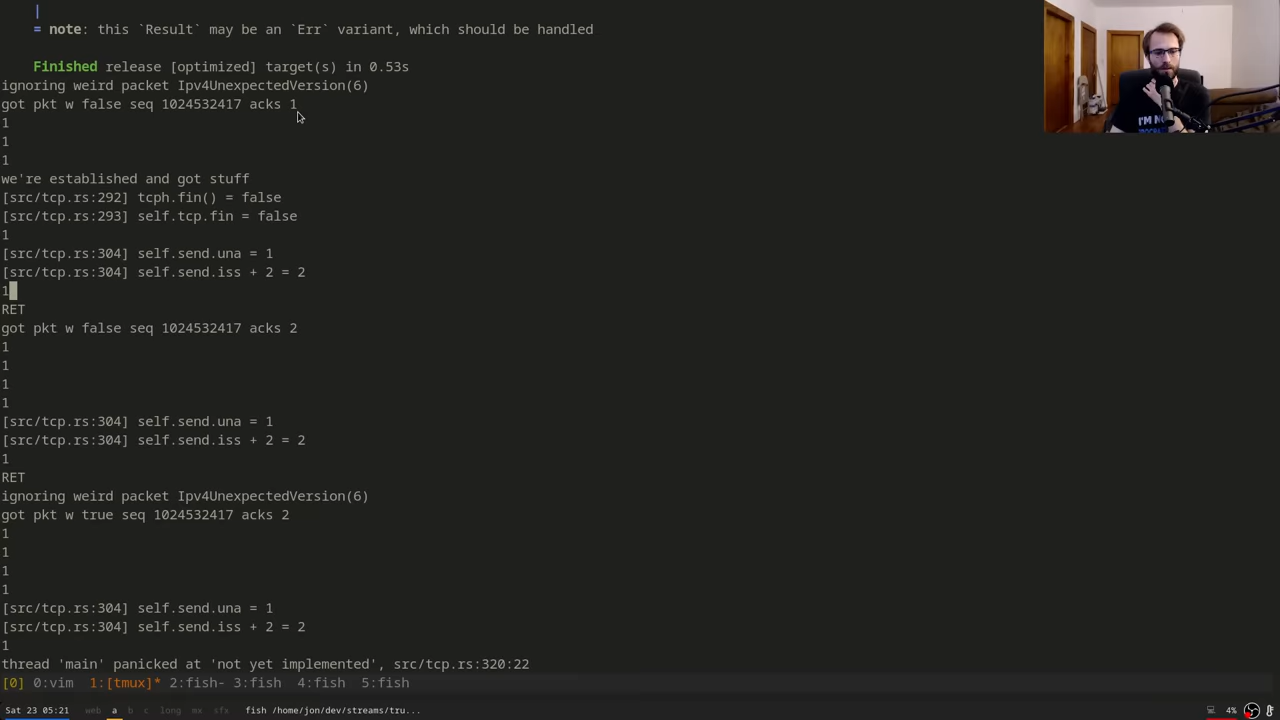 |
= note: this `Result` may be an `Err` variant, which should be handled
Finished release [optimized] target(s) in 0.53s
ignoring weird packet Ipv4UnexpectedVersion(6)
got pkt w false seq 1024532417 acks 1
1
1
1
we're established and got stuff
[src/tcp.rs:292] tcph.fin() = false
[src/tcp.rs:293] self.tcp.fin = false
1
[src/tcp.rs:304] self.send.una = 1
[src/tcp.rs:304] self.send.iss + 2 = 2
1
RET
got pkt w false seq 1024532417 acks 2
1
1
1
1
[src/tcp.rs:304] self.send.una = 1
[src/tcp.rs:304] self.send.iss + 2 = 2
1
RET
ignoring weird packet Ipv4UnexpectedVersion(6)
got pkt w true seq 1024532417 acks 2
1
1
1
1
[src/tcp.rs:304] self.send.una = 1
[src/tcp.rs:304] self.send.iss + 2 = 2
1
thread 'main' panicked at 'not yet implemented', src/tcp.rs:320:22
[0] 0:vim 1:[tmux]* 2:fish- 3:fish 4:fish 5:fish
Sat 23 05:21 web a b c long mx sfx fish /home/jon/dev/streams/tru... 4%
I'M NO